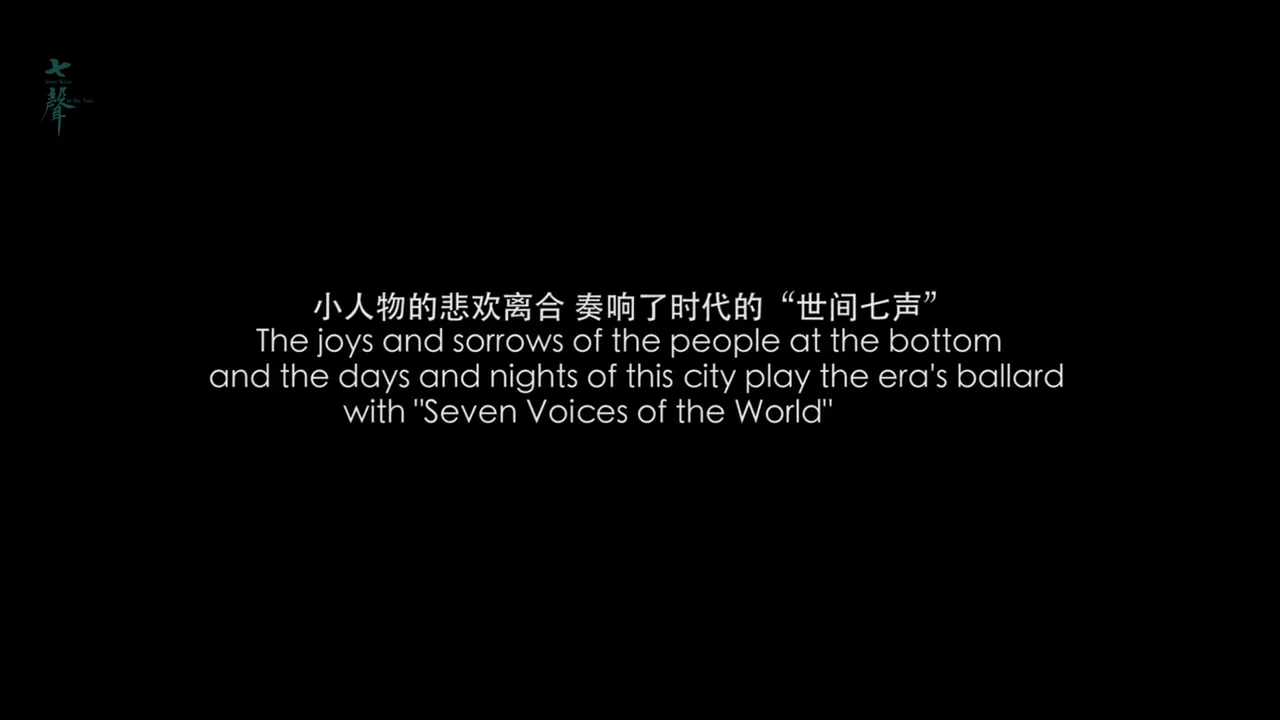 七
聲
小人物的悲欢离合 奏响了时代的“世间七声”
The joys and sorrows of the people at the bottom
and the days and nights of this city play the era's ballard
with "Seven Voices of the World"